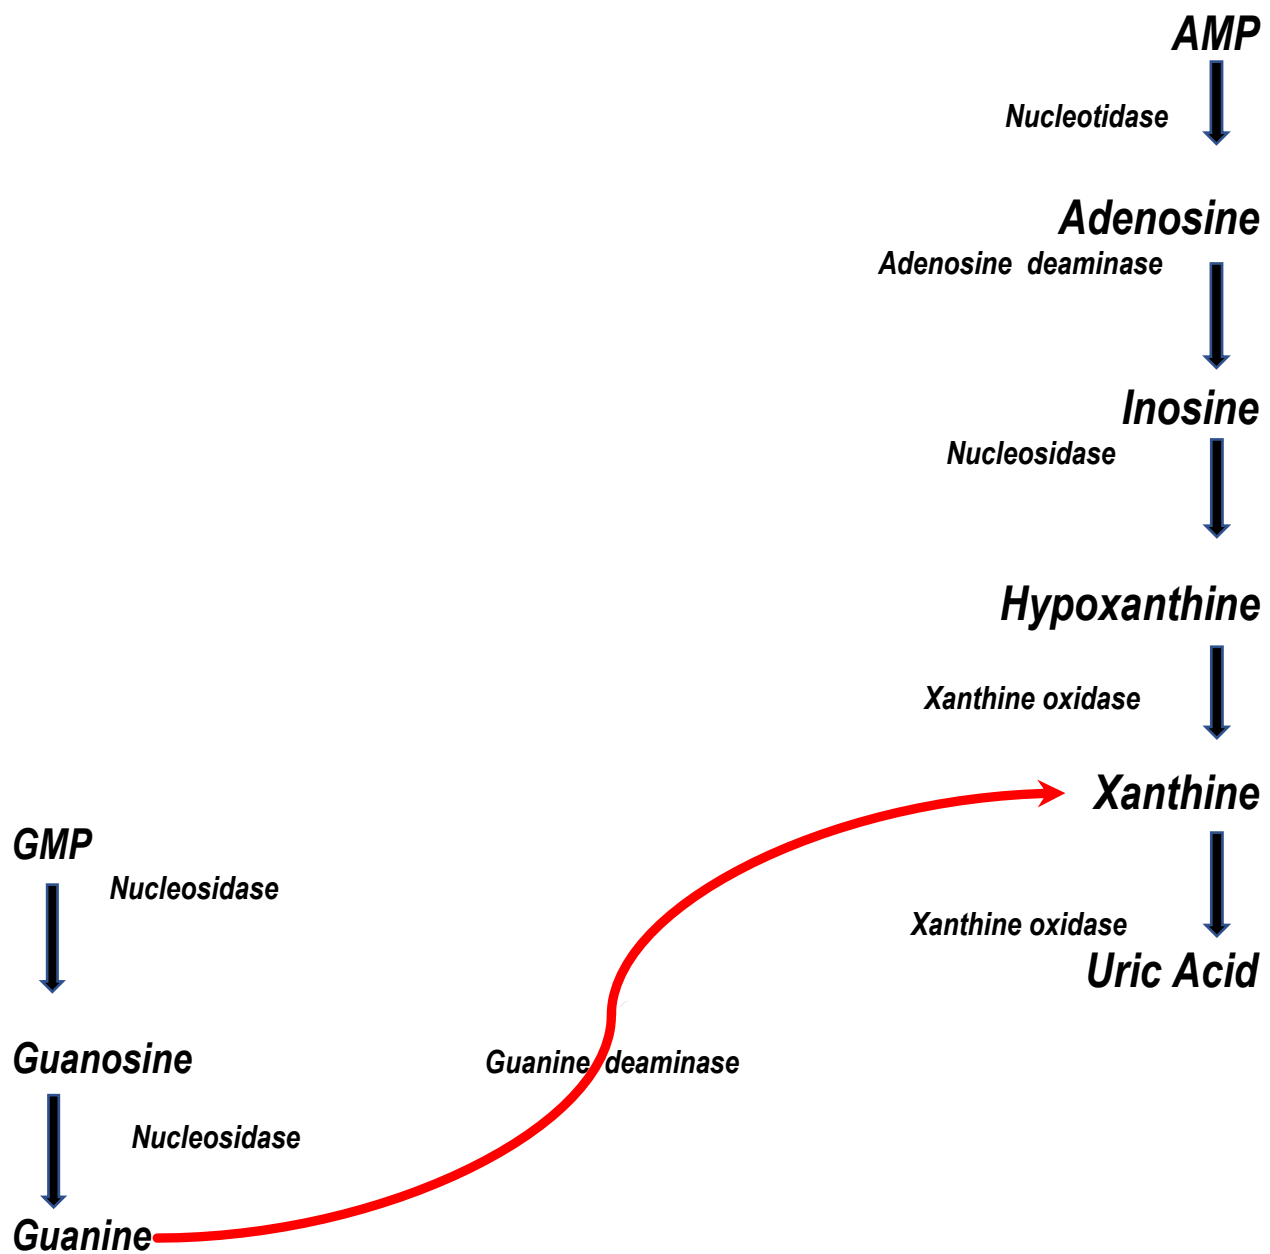 AMP
Nucleotidase
Adenosine
Adenosine deaminase
Inosine
Nucleosidase
Hypoxanthine
Xanthine oxidase
Xanthine
Xanthine oxidase
Uric Acid
GMP
Nucleosidase
Guanosine
Nucleosidase
Guanine
Guanine deaminase